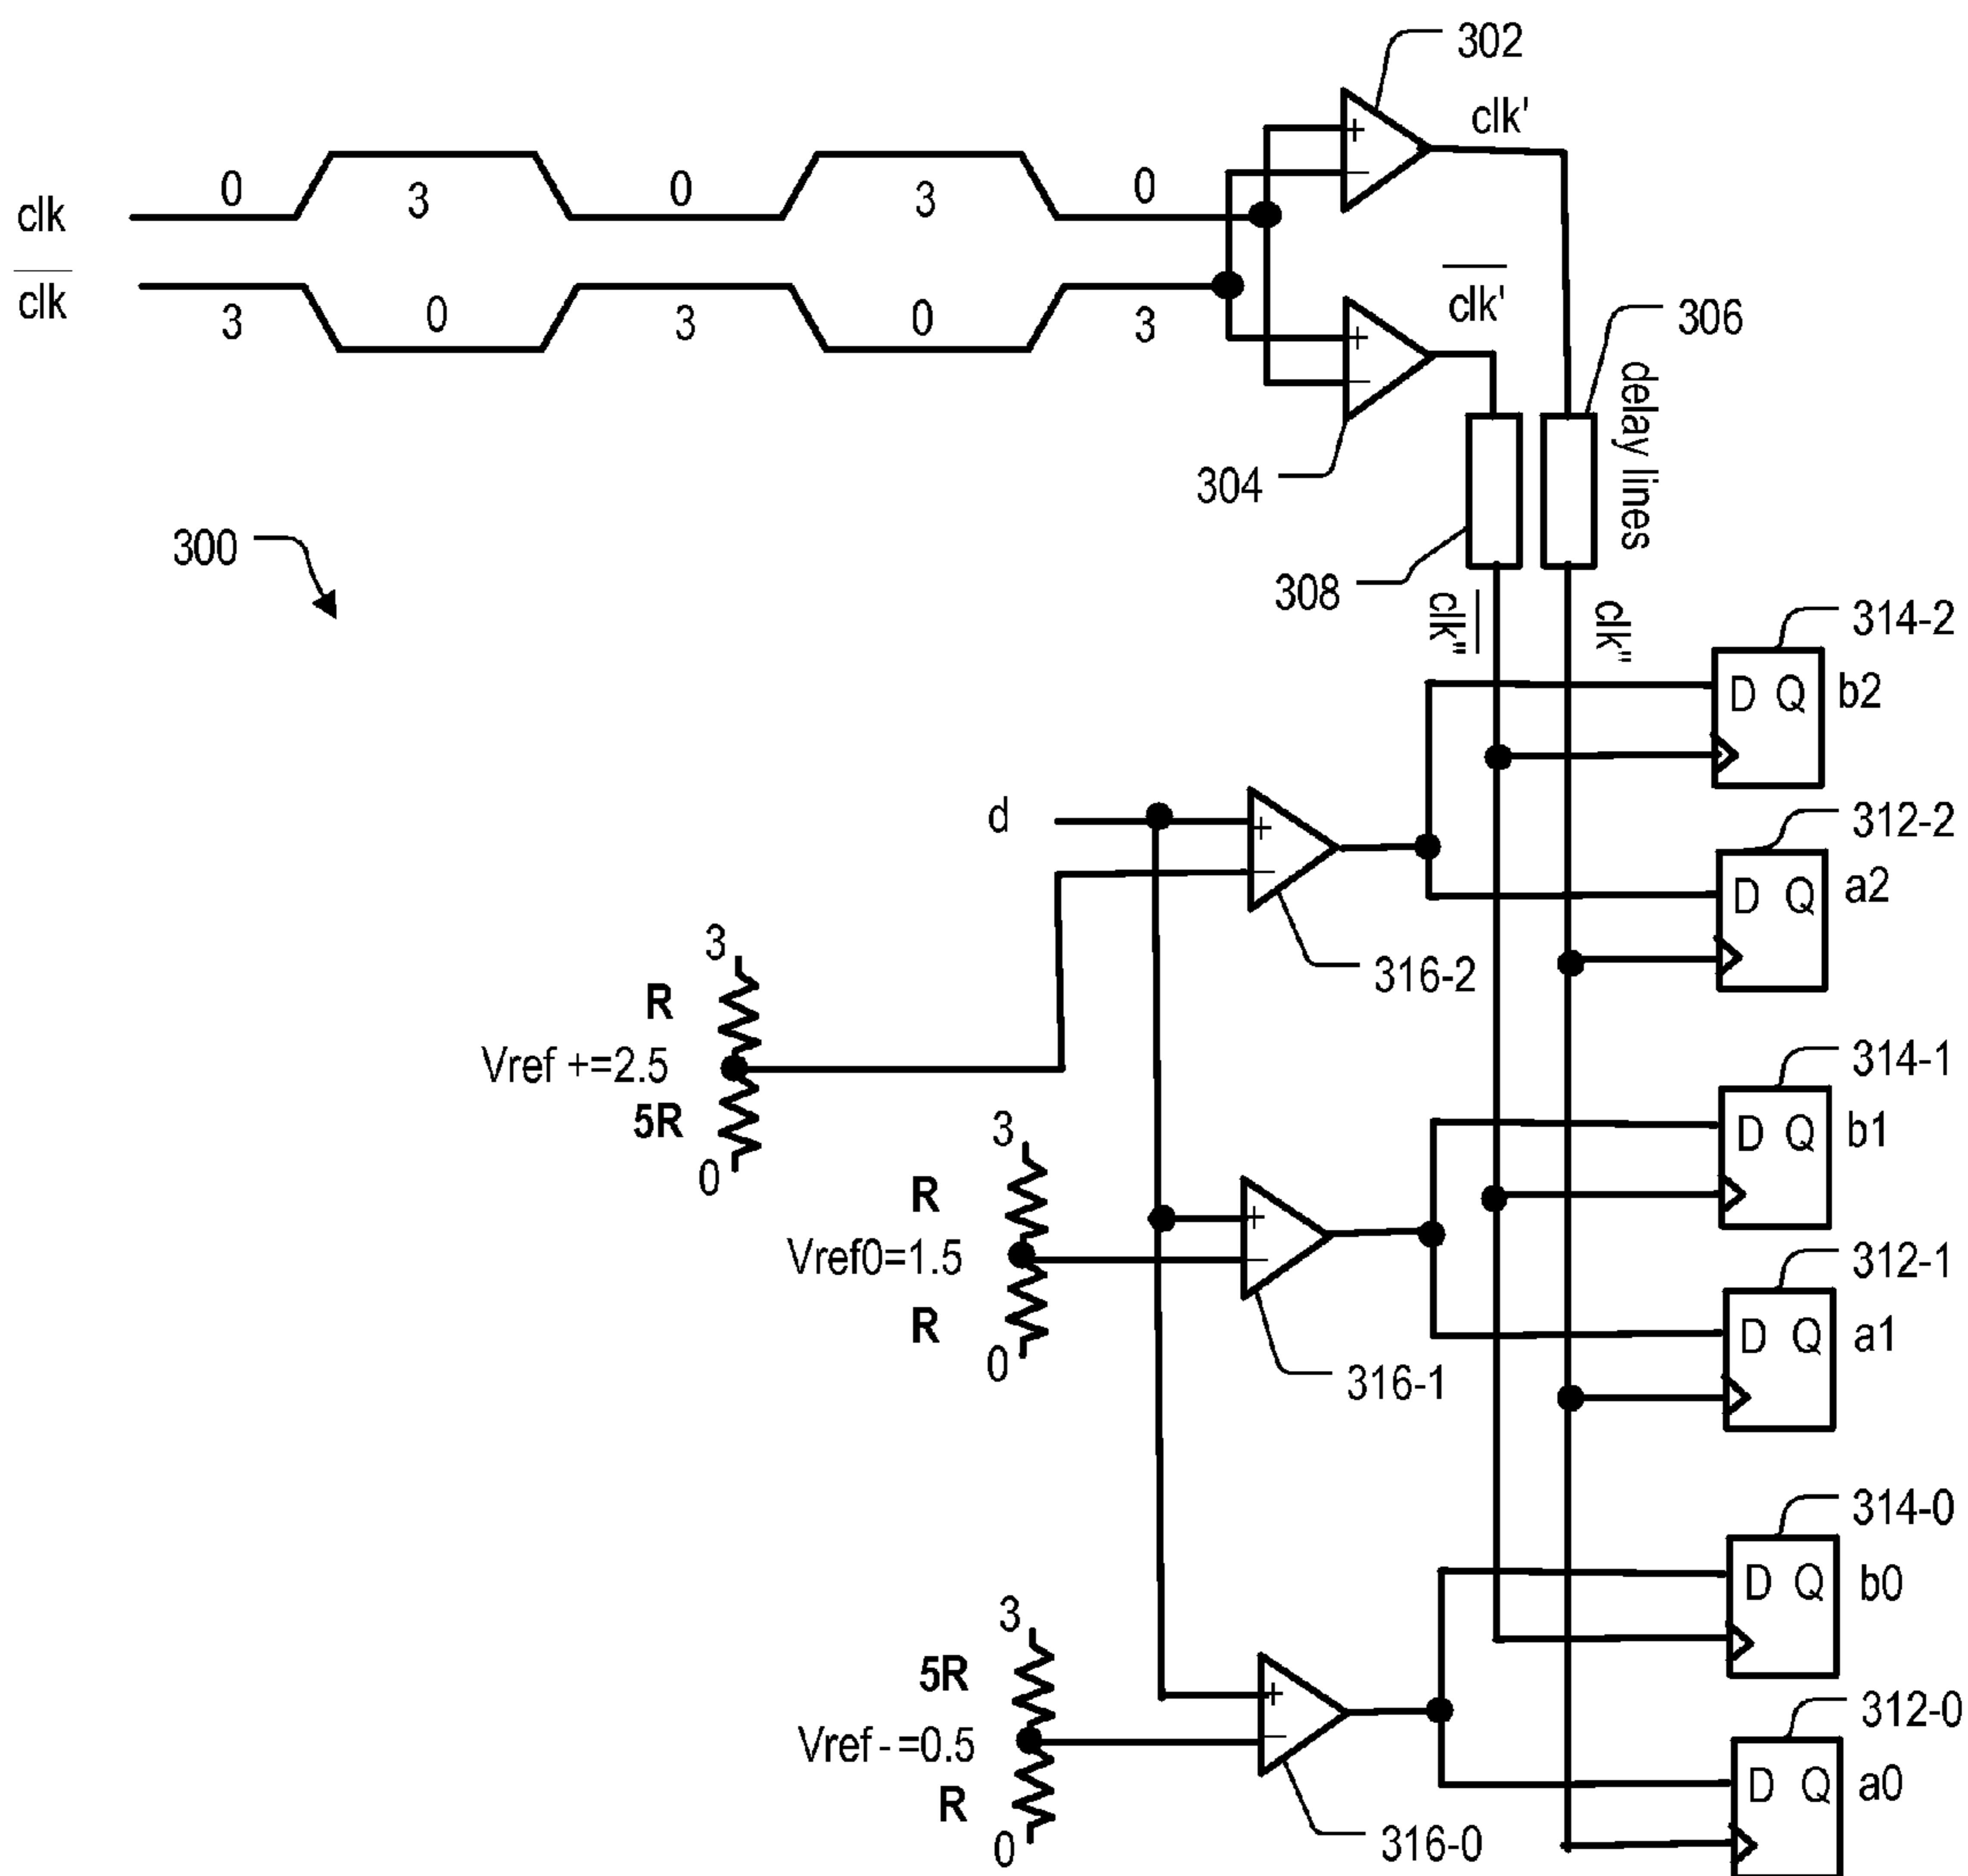 302
clk'
clk
0
3
0
3
0
clk
3
0
3
0
3
+
−
clk'
+
−
306
delay lines
304
300
308
clk"
clk"
314-2
D Q
b2
312-2
D Q
a2
d
+
−
316-2
3
R
Vref +=2.5
5R
0
314-1
D Q
b1
3
R
Vref0=1.5
R
0
+
−
316-1
312-1
D Q
a1
314-0
D Q
b0
3
5R
Vref - =0.5
R
0
+
−
316-0
312-0
D Q
a0